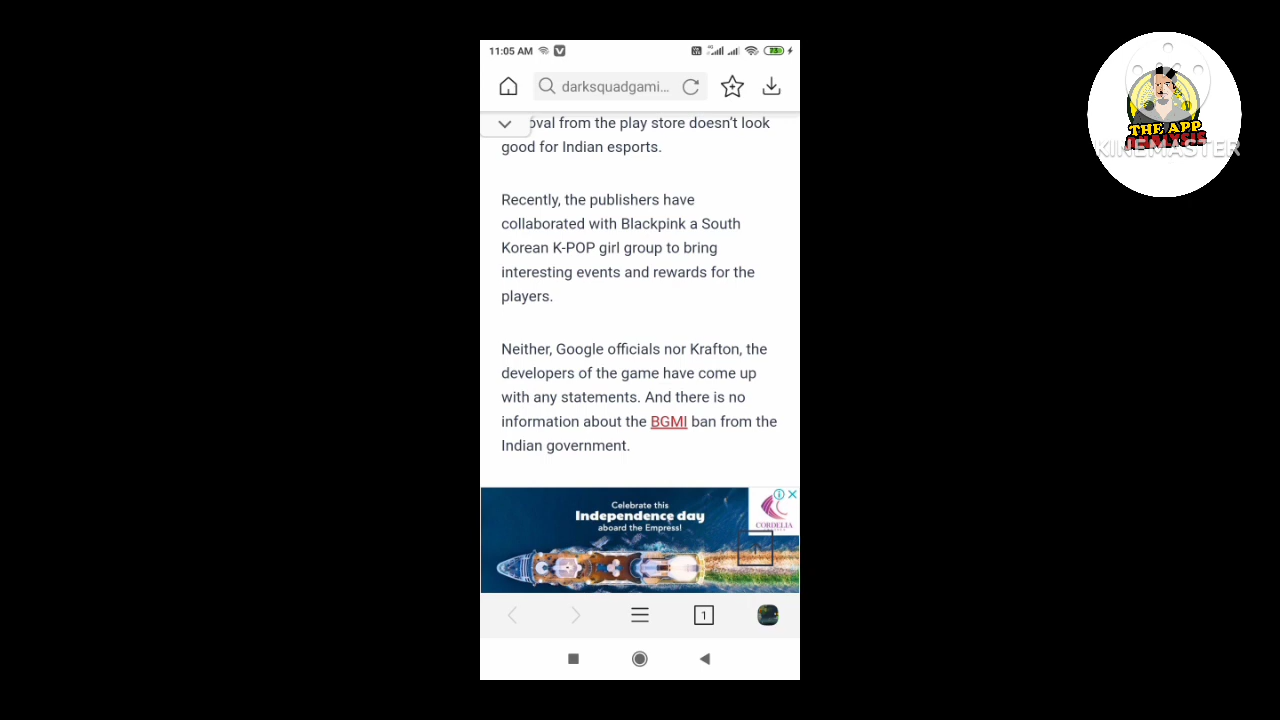 11:05 AM
darksquadgami...
oval from the play store doesn't look
good for Indian esports.
Recently, the publishers have
collaborated with Blackpink a South
Korean K-POP girl group to bring
interesting events and rewards for the
players.
Neither, Google officials nor Krafton, the
developers of the game have come up
with any statements. And there is no
information about the BGMI ban from the
Indian government.
Celebrate this
Independence day
aboard the Empress!
CORDELIA
1
THE APP
ANALYSIS
KINEMASTER